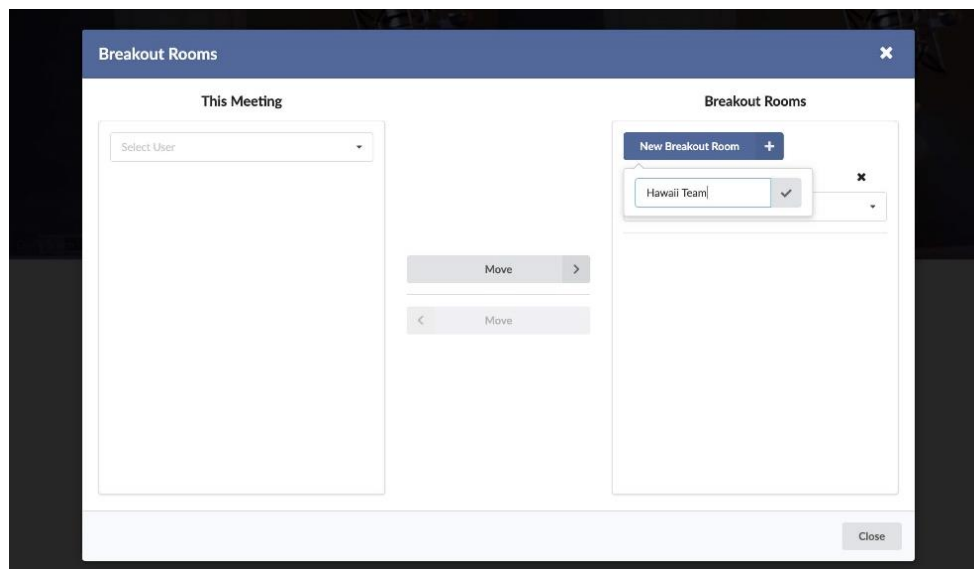 Breakout Rooms
This Meeting
Breakout Rooms
Select User
New Breakout Room
Hawaii Team
Move
Move
Close